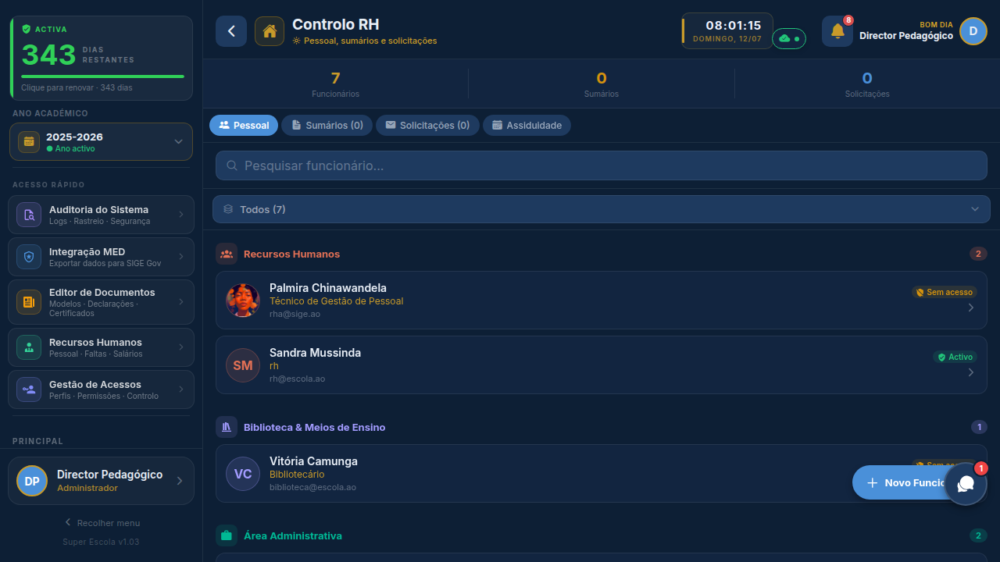 ACTIVA
343
DIAS
RESTANTES
Clique para renovar · 343 dias
ANO ACADÉMICO
2025-2026
Ano activo
ACESSO RÁPIDO
Auditoria do Sistema
Logs · Rastreio · Segurança
Integração MED
Exportar dados para SIGE Gov
Editor de Documentos
Modelos · Declarações ·
Certificados
Recursos Humanos
Pessoal · Faltas · Salários
Gestão de Acessos
Perfis · Permissões · Controlo
PRINCIPAL
DP
Director Pedagógico
Administrador
Recolher menu
Super Escola v1.03
Controlo RH
Pessoal, sumários e solicitações
08:01:15
DOMINGO, 12/07
8
BOM DIA
Director Pedagógico
D
7
Funcionários
0
Sumários
0
Solicitações
Pessoal
Sumários (0)
Solicitações (0)
Assiduidade
Pesquisar funcionário...
Todos (7)
Recursos Humanos
2
Palmira Chinawandela
Técnico de Gestão de Pessoal
rha@sige.ao
Sem acesso
SM
Sandra Mussinda
rh
rh@escola.ao
Activo
Biblioteca & Meios de Ensino
1
VC
Vitória Camunga
Bibliotecário
biblioteca@escola.ao
Novo
1
Área Administrativa
2